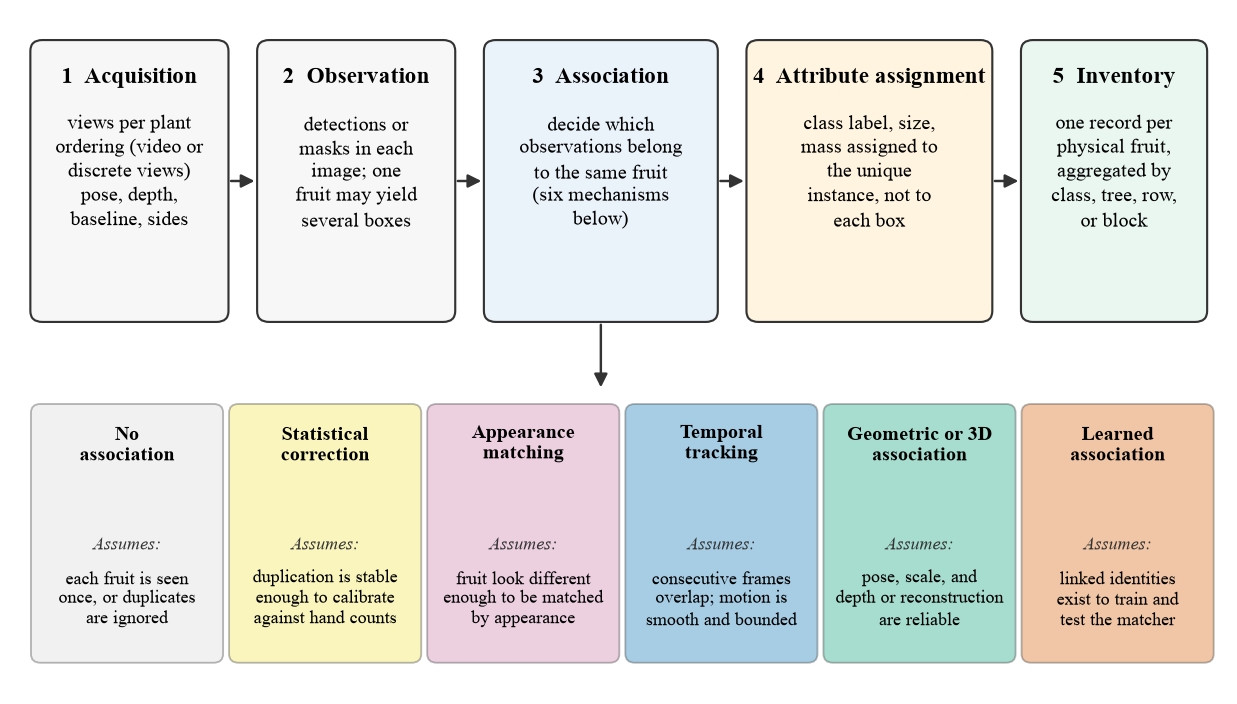 1 Acquisition
views per plant
ordering (video or
discrete views)
pose, depth,
baseline, sides
2 Observation
detections or
masks in each
image; one
fruit may yield
several boxes
3 Association
decide which
observations belong
to the same fruit
(six mechanisms
below)
4 Attribute assignment
class label, size,
mass assigned to
the unique
instance, not to
each box
5 Inventory
one record per
physical fruit,
aggregated by
class, tree, row,
or block
No
association
Assumes:
each fruit is seen
once, or duplicates
are ignored
Statistical
correction
Assumes:
duplication is stable
enough to calibrate
against hand counts
Appearance
matching
Assumes:
fruit look different
enough to be matched
by appearance
Temporal
tracking
Assumes:
consecutive frames
overlap; motion is
smooth and bounded
Geometric or 3D
association
Assumes:
pose, scale, and
depth or reconstruction
are reliable
Learned
association
Assumes:
linked identities
exist to train and
test the matcher